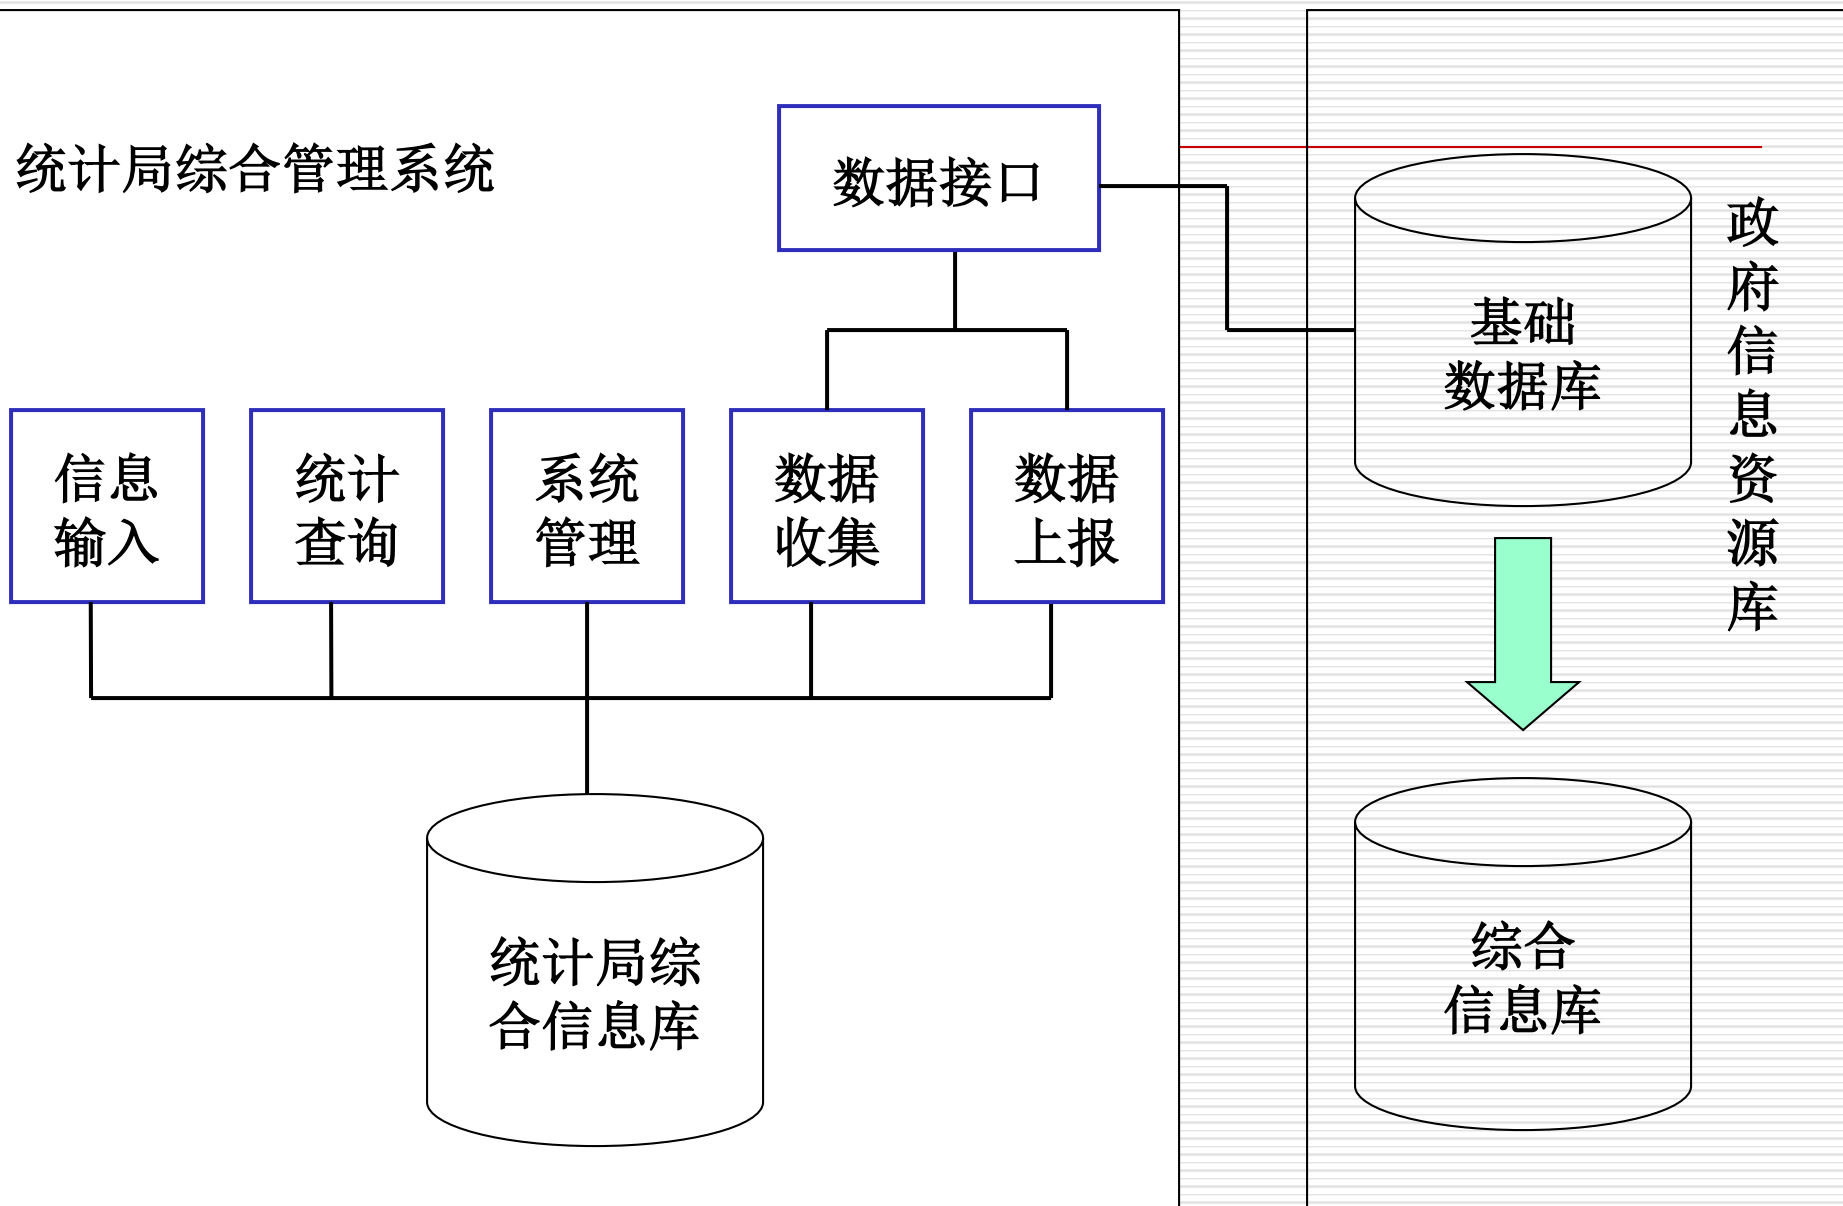 统计局综合管理系统
数据接口
信息
输入
统计
查询
系统
管理
数据
收集
数据
上报
统计局综
合信息库
基础
数据库
政府信息资源库
综合
信息库